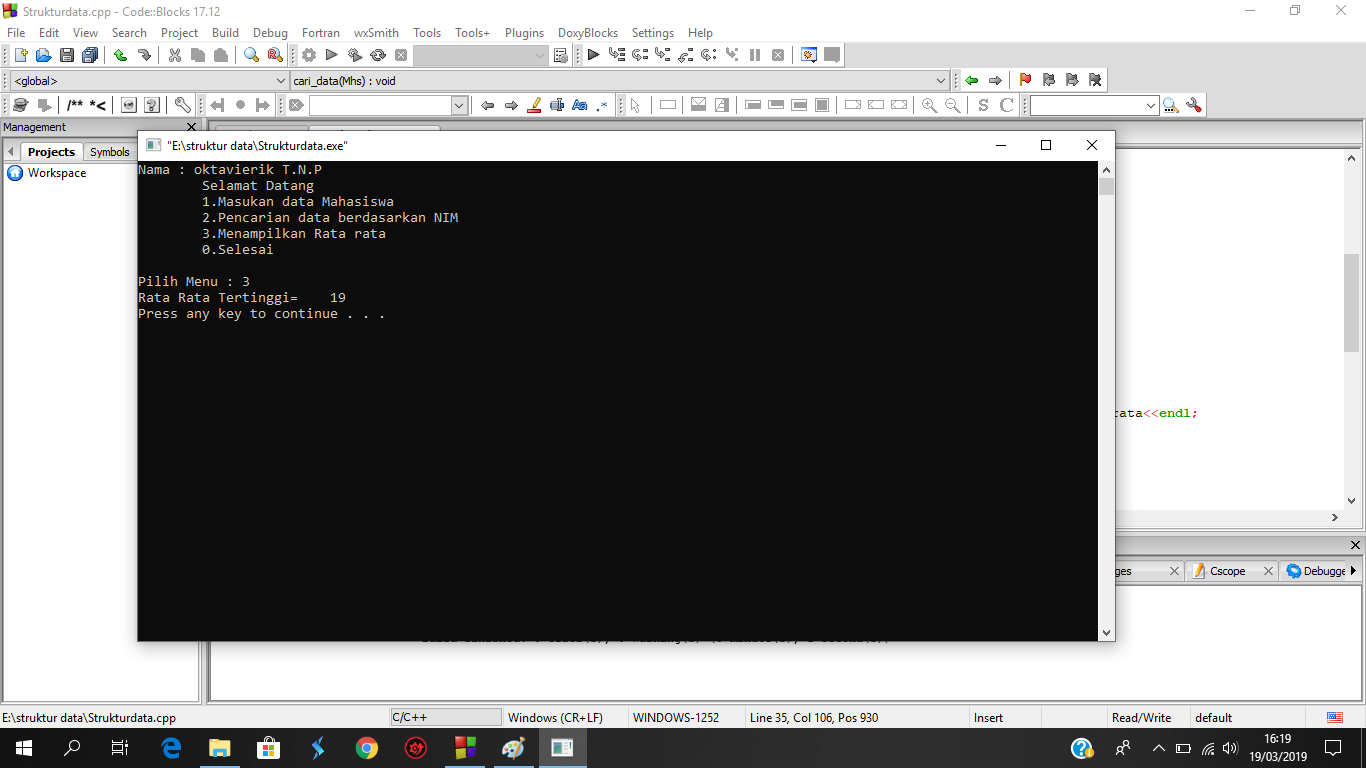 Strukturdata.cpp - Code::Blocks 17.12
File Edit View Search Project Build Debug Fortran wxSmith Tools Tools+ Plugins DoxyBlocks Settings Help
<global> cari_data(Mhs) : void
/** *<
Management
Projects Symbols
Workspace
"E:\struktur data\Strukturdata.exe"
Nama : oktavierik T.N.P
Selamat Datang
1.Masukan data Mahasiswa
2.Pencarian data berdasarkan NIM
3.Menampilkan Rata rata
0.Selesai
Pilih Menu : 3
Rata Rata Tertinggi= 19
Press any key to continue . . .
rata<<endl;
ges Cscope Debugge
E:\struktur data\Strukturdata.cpp C/C++ Windows (CR+LF) WINDOWS-1252 Line 35, Col 106, Pos 930 Insert Read/Write default
16:19
19/03/2019